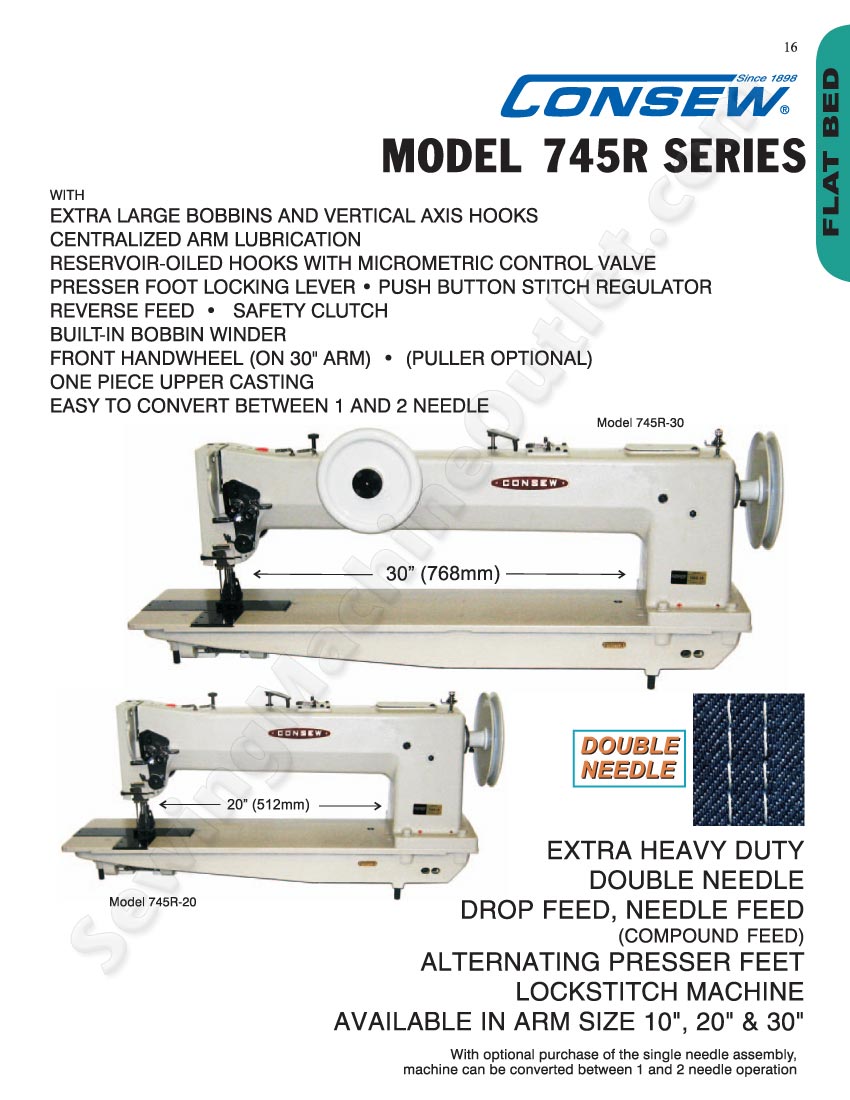 16
FLAT BED
Since 1898
CONSEW®
MODEL 745R SERIES
WITH
EXTRA LARGE BOBBINS AND VERTICAL AXIS HOOKS
CENTRALIZED ARM LUBRICATION
RESERVOIR-OILED HOOKS WITH MICROMETRIC CONTROL VALVE
PRESSER FOOT LOCKING LEVER • PUSH BUTTON STITCH REGULATOR
REVERSE FEED • SAFETY CLUTCH
BUILT-IN BOBBIN WINDER
FRONT HANDWHEEL (ON 30" ARM) • (PULLER OPTIONAL)
ONE PIECE UPPER CASTING
EASY TO CONVERT BETWEEN 1 AND 2 NEEDLE
Model 745R-30
CONSEW
30” (768mm)
CONSEW
20” (512mm)
Model 745R-20
DOUBLE
NEEDLE
EXTRA HEAVY DUTY
DOUBLE NEEDLE
DROP FEED, NEEDLE FEED
(COMPOUND FEED)
ALTERNATING PRESSER FEET
LOCKSTITCH MACHINE
AVAILABLE IN ARM SIZE 10", 20" & 30"
With optional purchase of the single needle assembly,
machine can be converted between 1 and 2 needle operation
SewingMachineOutlet.com